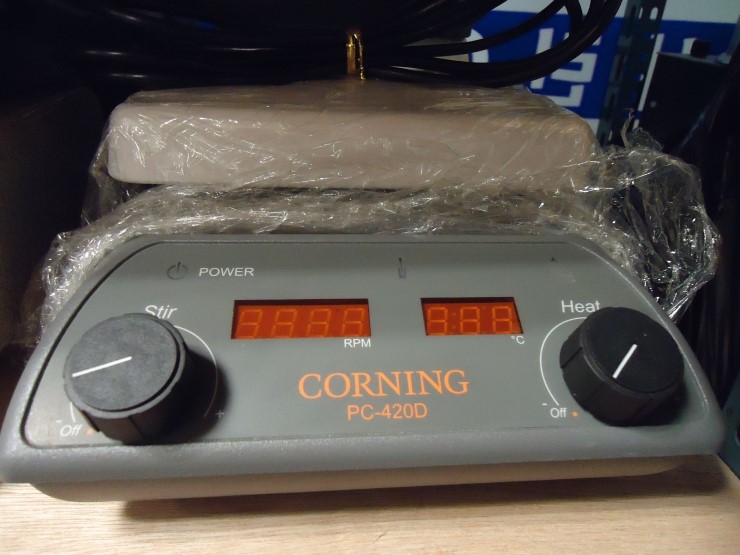 POWER
Stir
Heat
RPM
°C
CORNING
PC-420D
- Off +
- Off